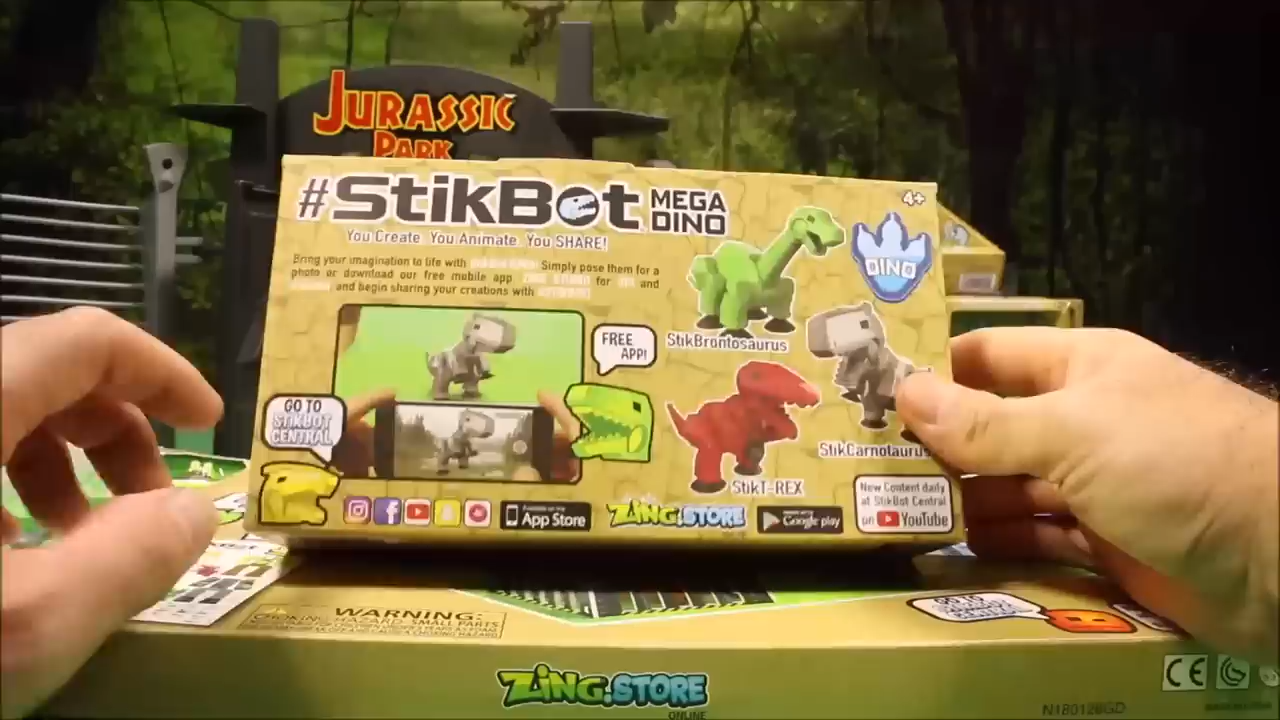 JURASSIC
PARK
#StikBot MEGA DINO
4+
You Create. You Animate. You SHARE!
Bring your imagination to life with Simply pose them for a
photo or download our free mobile app for and
and begin sharing your creations with
DINO
FREE APP!
StikBrontosaurus
GO TO
STIKBOT
CENTRAL
StikCarnotaurus
StikT-REX
App Store
ZING.STORE
Google play
New Content daily
at StikBot Central
on YouTube
WARNING:
CHOKING HAZARD: SMALL PARTS
ZING.STORE
ONLINE
CE
N180126GD